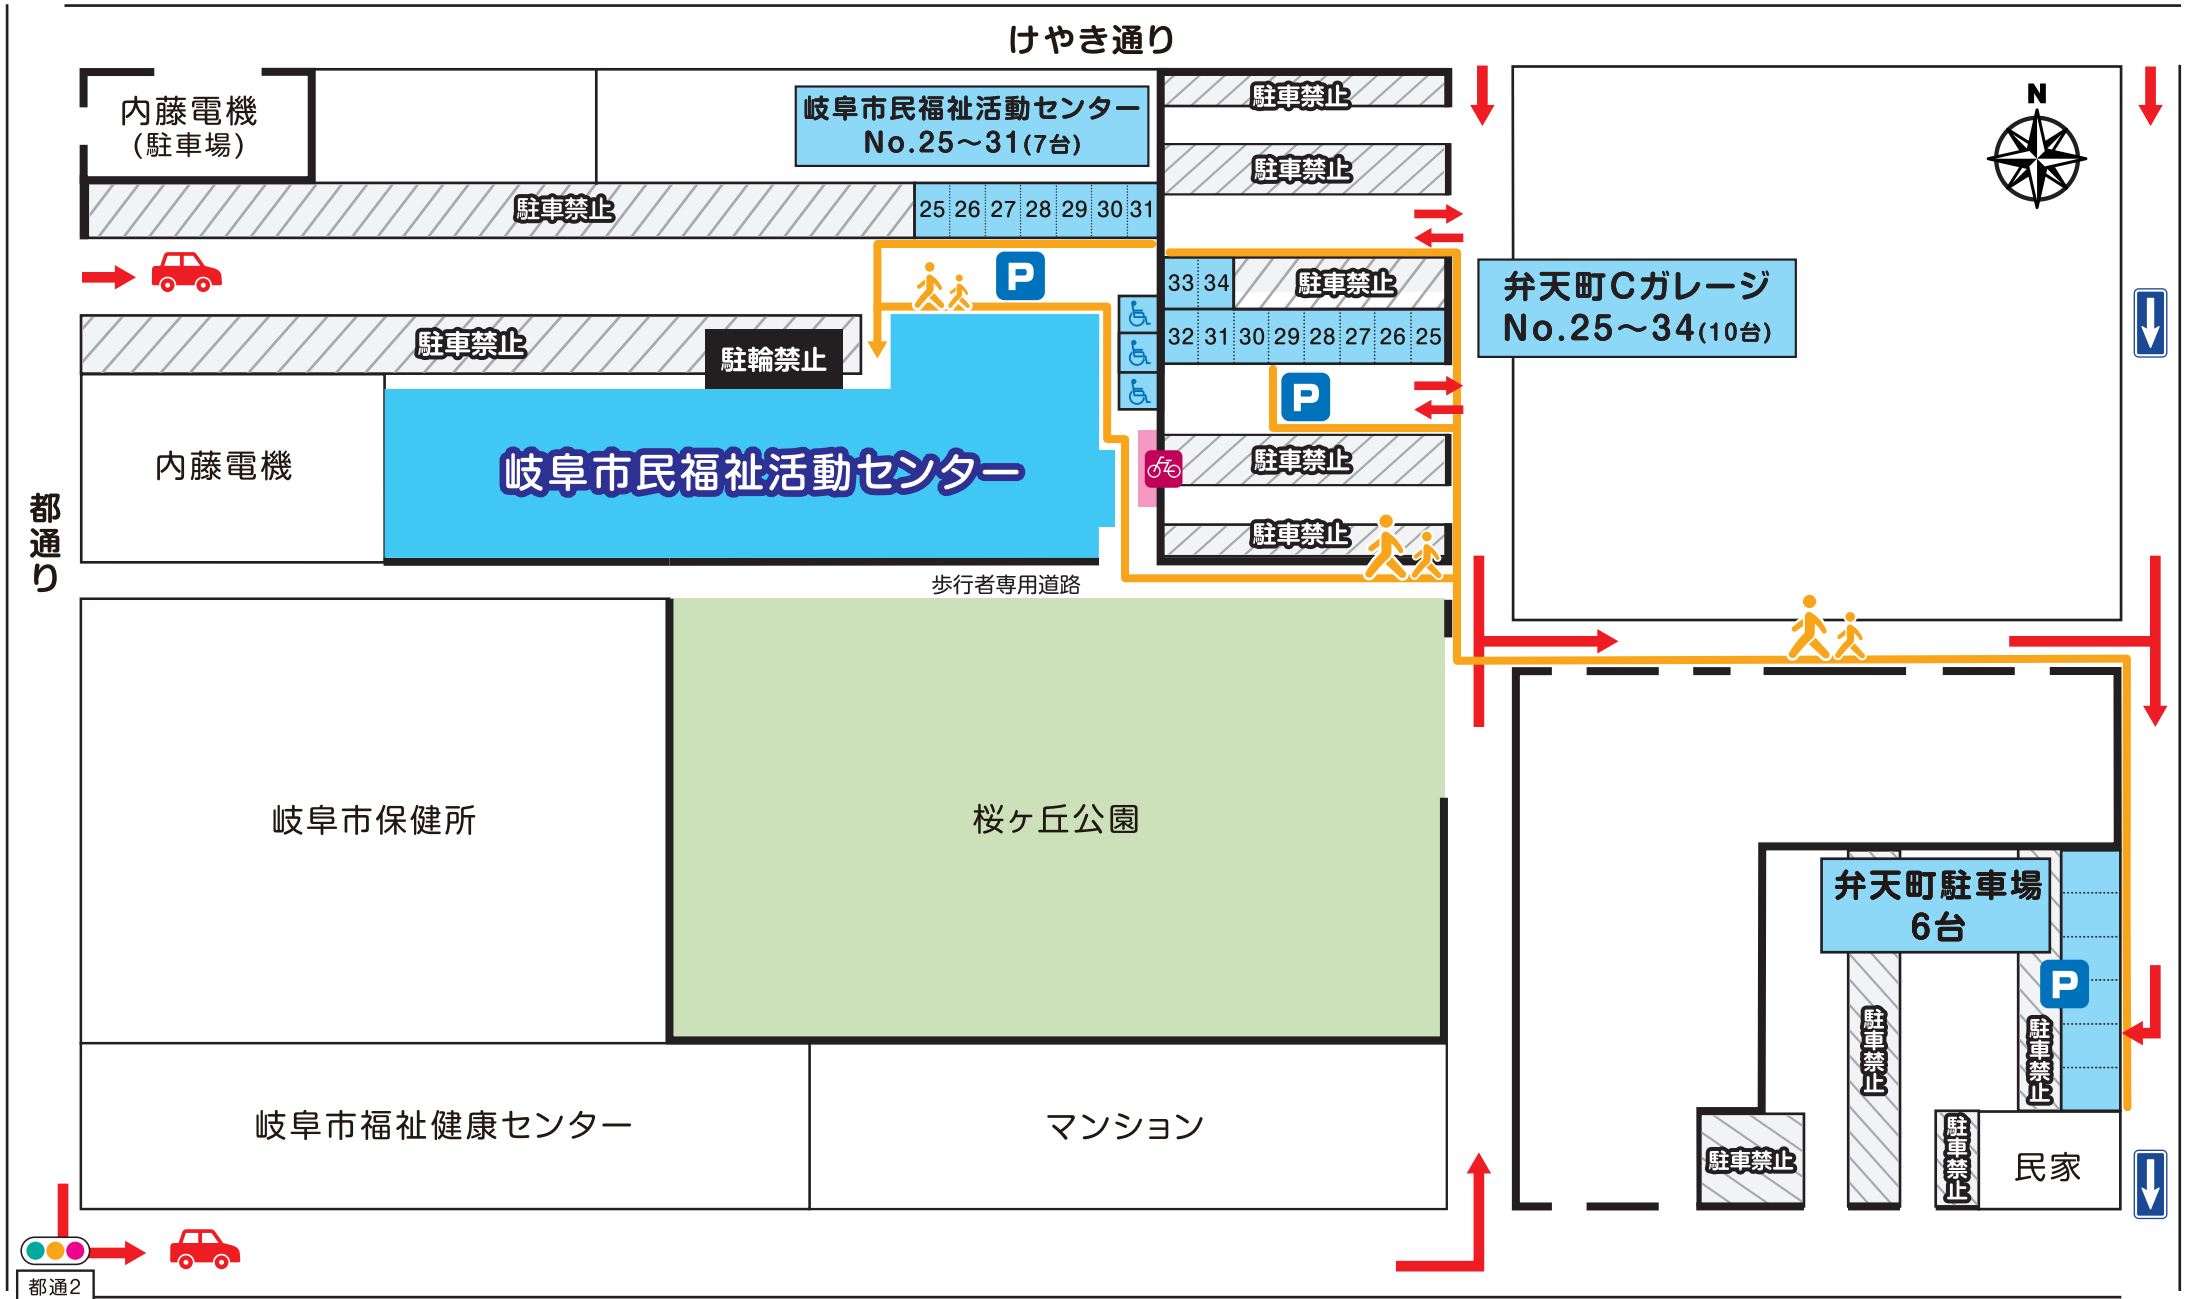 けやき通り
内藤電機
(駐車場)
岐阜市民福祉活動センター
No.25〜31(7台)
駐車禁止
N
駐車禁止
駐車禁止
25 26 27 28 29 30 31
P
33 34
駐車禁止
弁天町Cガレージ
No.25〜34(10台)
駐車禁止
駐輪禁止
32 31 30 29 28 27 26 25
P
内藤電機
岐阜市民福祉活動センター
駐車禁止
都通り
駐車禁止
歩行者専用道路
岐阜市保健所
桜ヶ丘公園
弁天町駐車場
6台
P
駐車禁止
駐車禁止
岐阜市福祉健康センター
マンション
駐車禁止
駐車禁止
民家
都通2